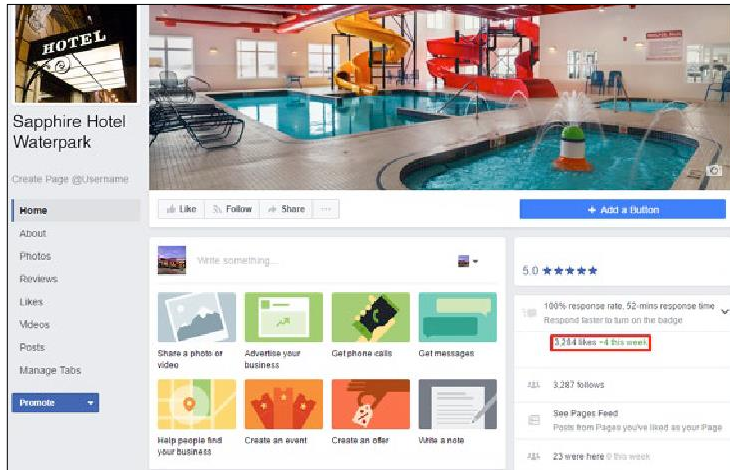 HOTEL
Sapphire Hotel
Waterpark
Create Page @Username
Home
About
Photos
Reviews
Likes
Videos
Posts
Manage Tabs
Promote
Like
Follow
Share
+ Add a Button
Write something...
Share a photo or
video
Advertise your
business
Get phone calls
Get messages
Help people find
your business
Create an event
Create an offer
Write a note
5.0 ★★★★★
100% response rate, 52-mins response time
Respond faster to turn on the badge
likes +4 this week
3,287 follows
See Pages Feed
Posts from Pages you've liked as your Page
23 were here 0 this week